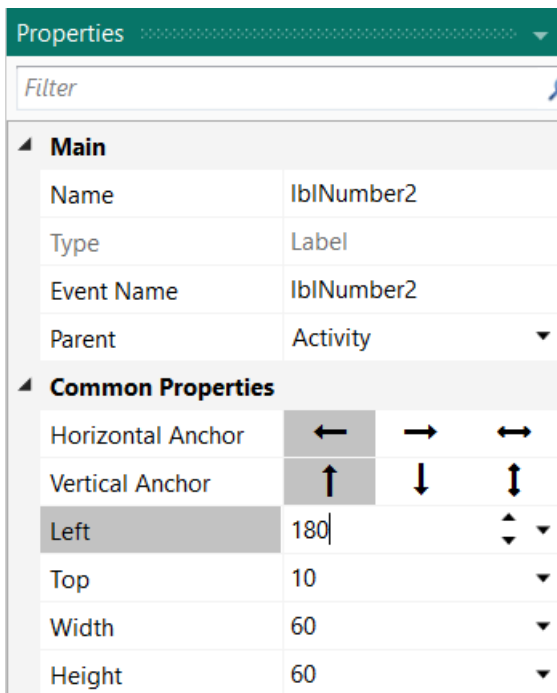 Properties
Filter
Main
Name lblNumber2
Type Label
Event Name lblNumber2
Parent Activity
Common Properties
Horizontal Anchor
Vertical Anchor
Left 180
Top 10
Width 60
Height 60